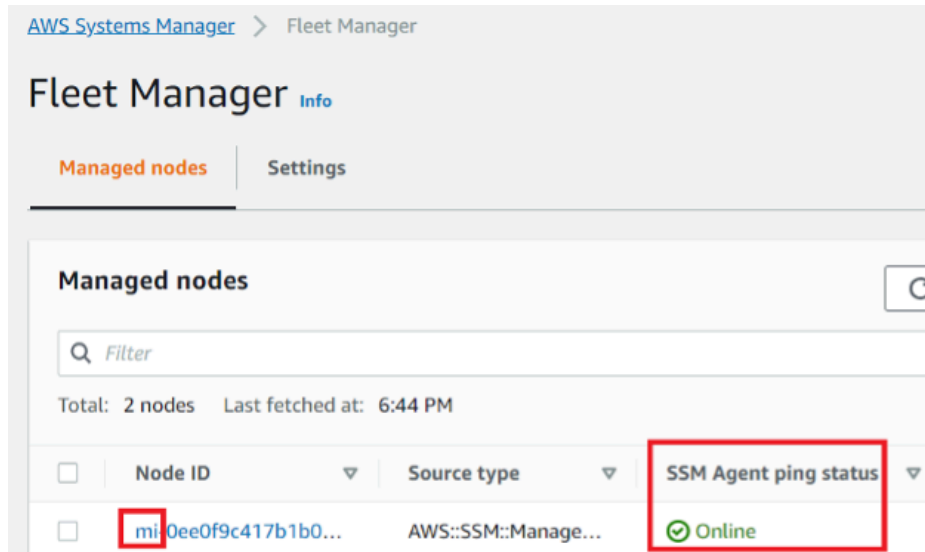 AWS Systems Manager > Fleet Manager
Fleet Manager Info
Managed nodes Settings
Managed nodes
Filter
Total: 2 nodes Last fetched at: 6:44 PM
Node ID Source type SSM Agent ping status
mi-0ee0f9c417b1b0... AWS::SSM::Manage... Online